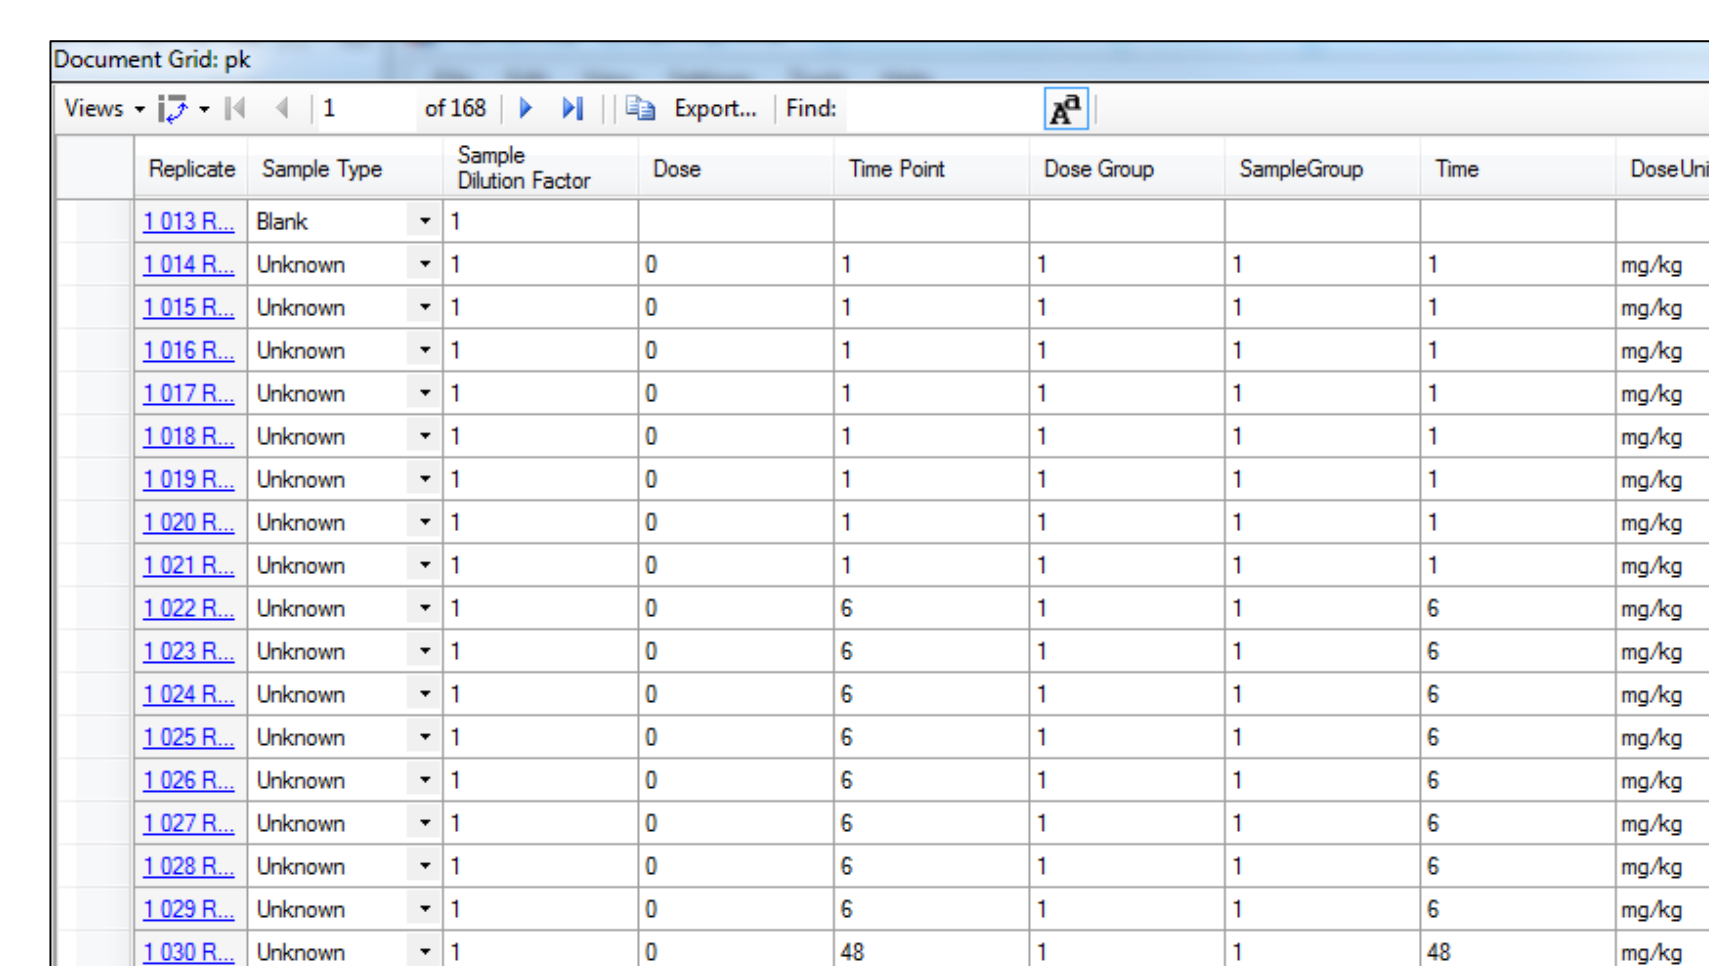 Document Grid: pk
Views 1 of 168 Export... Find: Aa
Replicate Sample Type Sample Dilution Factor Dose Time Point Dose Group SampleGroup Time DoseUni
1 013 R... Blank 1
1 014 R... Unknown 1 0 1 1 1 1 mg/kg
1 015 R... Unknown 1 0 1 1 1 1 mg/kg
1 016 R... Unknown 1 0 1 1 1 1 mg/kg
1 017 R... Unknown 1 0 1 1 1 1 mg/kg
1 018 R... Unknown 1 0 1 1 1 1 mg/kg
1 019 R... Unknown 1 0 1 1 1 1 mg/kg
1 020 R... Unknown 1 0 1 1 1 1 mg/kg
1 021 R... Unknown 1 0 1 1 1 1 mg/kg
1 022 R... Unknown 1 0 6 1 1 6 mg/kg
1 023 R... Unknown 1 0 6 1 1 6 mg/kg
1 024 R... Unknown 1 0 6 1 1 6 mg/kg
1 025 R... Unknown 1 0 6 1 1 6 mg/kg
1 026 R... Unknown 1 0 6 1 1 6 mg/kg
1 027 R... Unknown 1 0 6 1 1 6 mg/kg
1 028 R... Unknown 1 0 6 1 1 6 mg/kg
1 029 R... Unknown 1 0 6 1 1 6 mg/kg
1 030 R... Unknown 1 0 48 1 1 48 mg/kg